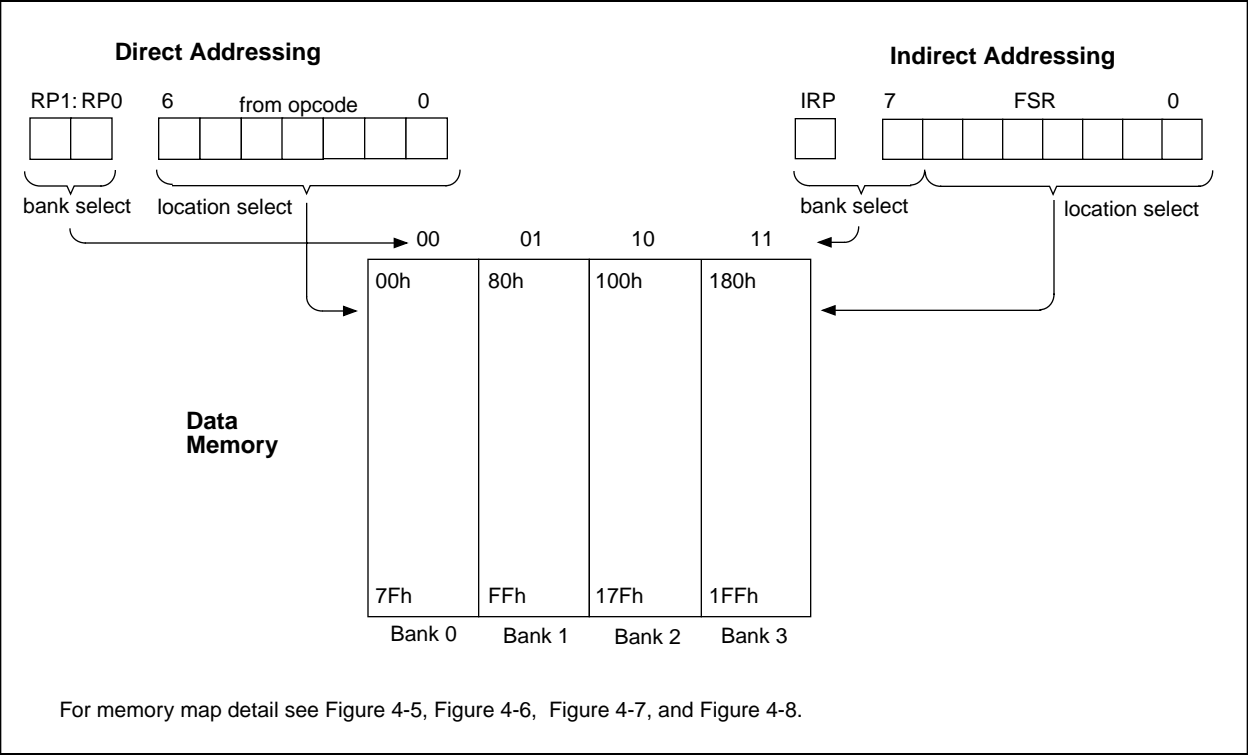 Direct Addressing
RP1: RP0 6 from opcode 0
bank select location select
Indirect Addressing
IRP 7 FSR 0
bank select location select
00 01 10 11
00h 80h 100h 180h
Data
Memory
7Fh FFh 17Fh 1FFh
Bank 0 Bank 1 Bank 2 Bank 3
For memory map detail see Figure 4-5, Figure 4-6, Figure 4-7, and Figure 4-8.